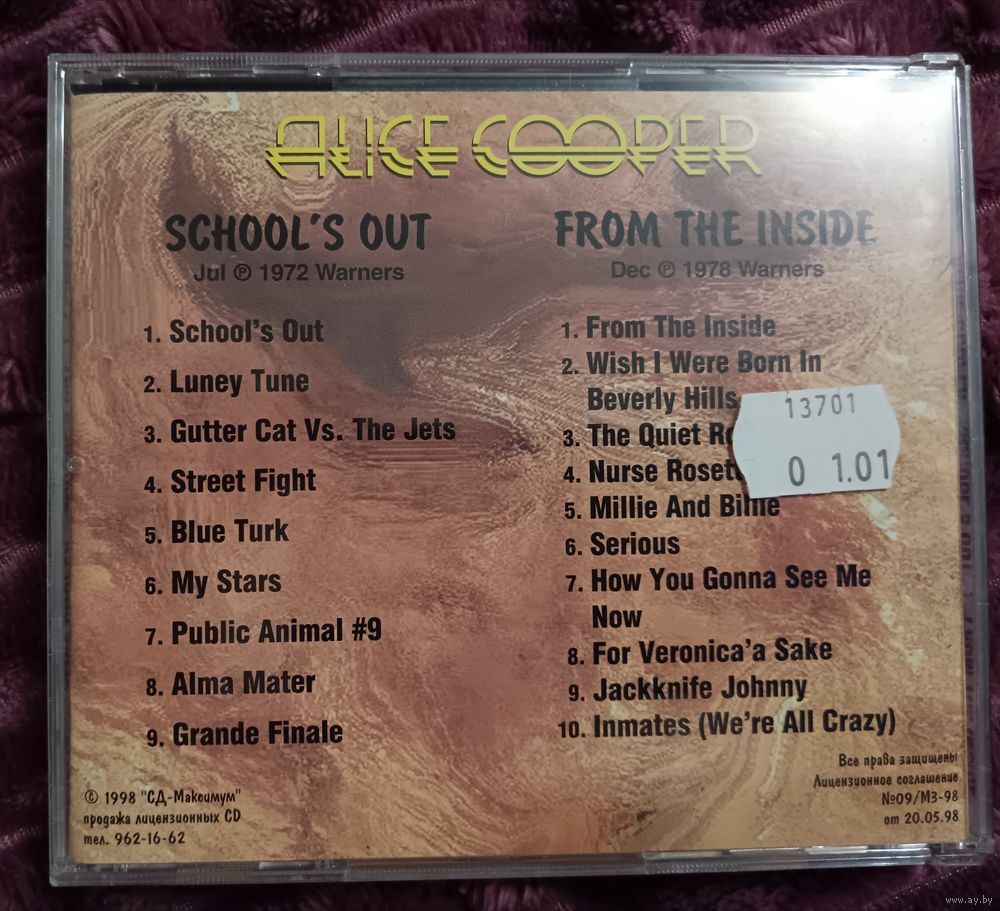 ALICE COOPER
SCHOOL'S OUT
Jul ℗ 1972 Warners
1. School's Out
2. Luney Tune
3. Gutter Cat Vs. The Jets
4. Street Fight
5. Blue Turk
6. My Stars
7. Public Animal #9
8. Alma Mater
9. Grande Finale
© 1998 "СД-Максимум"
продажа лицензионных CD
тел. 962-16-62
FROM THE INSIDE
Dec ℗ 1978 Warners
1. From The Inside
2. Wish I Were Born In
Beverly Hills
3. The Quiet
4. Nurse
5. Millie And Billie
6. Serious
7. How You Gonna See Me
Now
8. For Veronica'a Sake
9. Jackknife Johnny
10. Inmates (We're All Crazy)
13701
0 1.01
Все права защищены
Лицензионное соглашение
№09/МЗ-98
от 20.05.98
www.ay.by